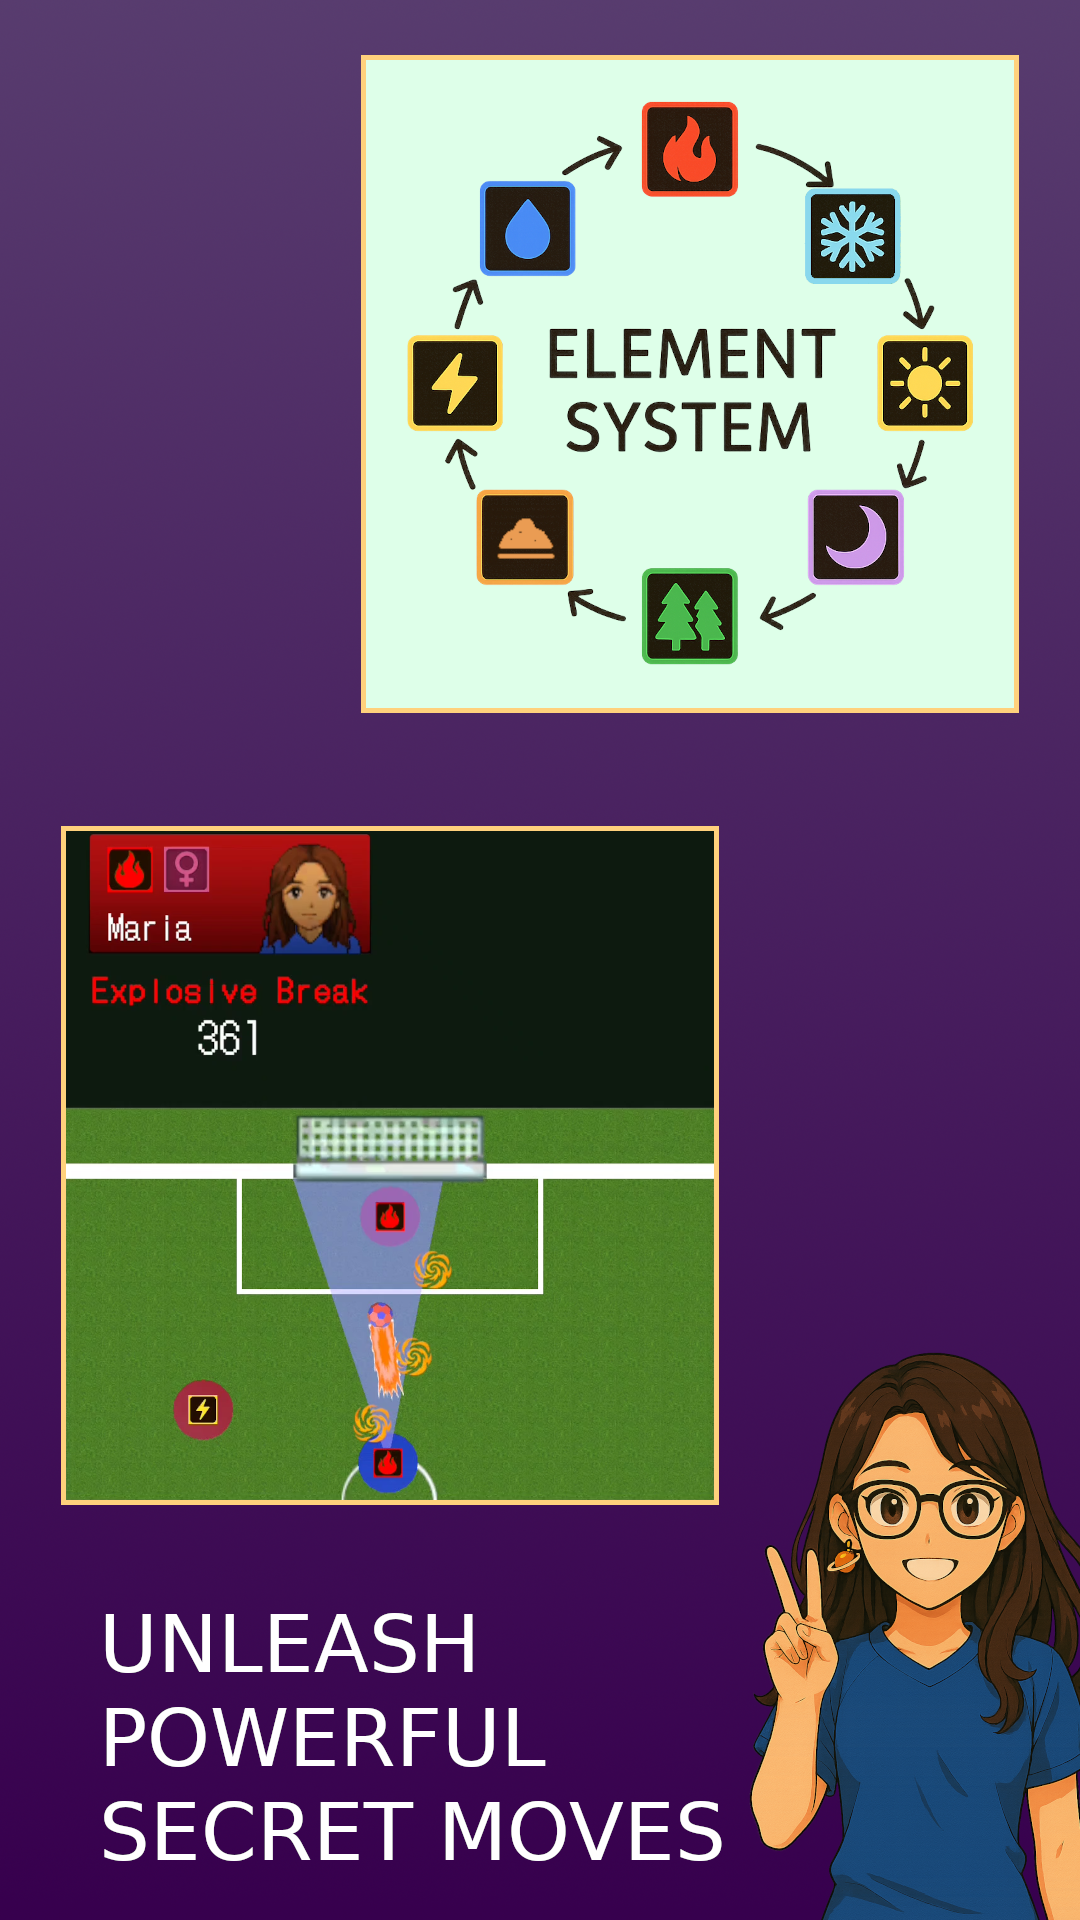 ELEMENT
SYSTEM
Maria
Explosive Break
361
UNLEASH
POWERFUL
SECRET MOVES